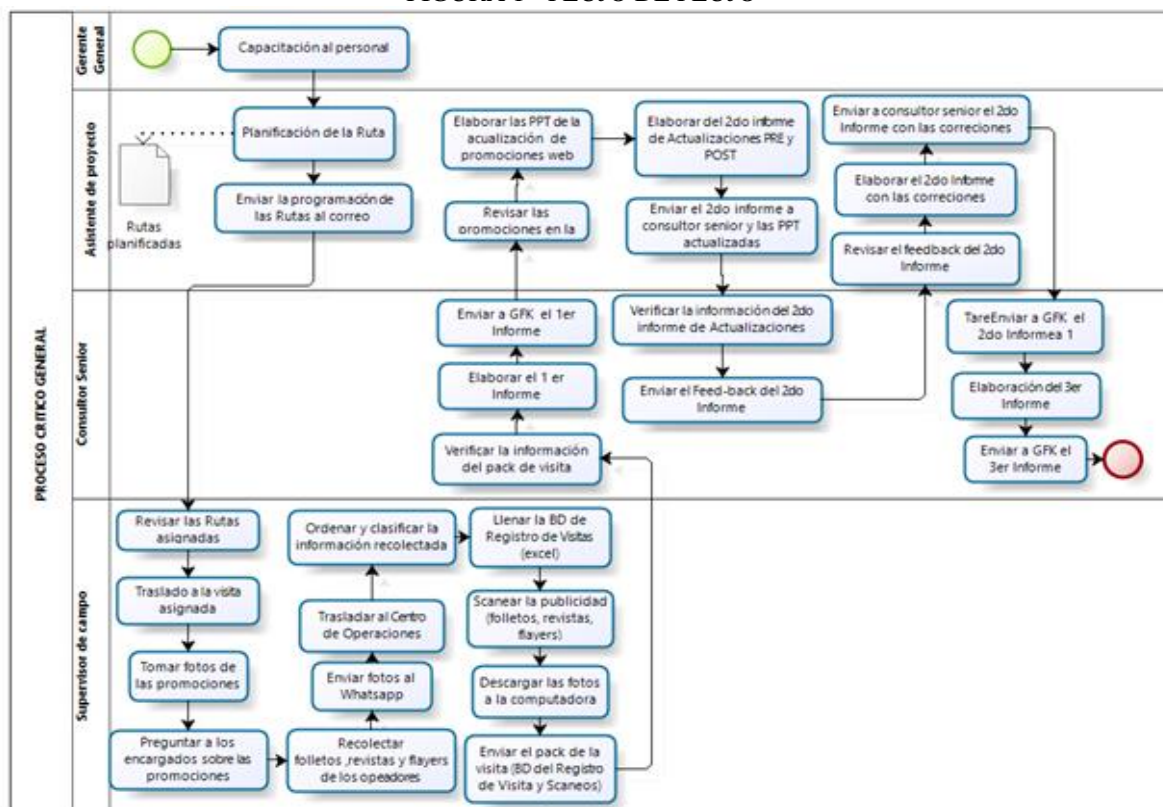 PROCESO CRITICO GENERAL
Gerente
General
Capacitación al personal
Asistente de proyecto
Planificación de la Ruta
Rutas
planificadas
Enviar la programación de
las Rutas al correo
Elaborar las PPT de la
acualización de
promociones web
Revisar las
promociones en la
Elaborar del 2do informe
de Actualizaciones PRE y
POST
Enviar el 2do informe a
consultor senior y las PPT
actualizadas
Enviar a consultor senior el 2do
Informe con las correciones
Elaborar el 2do Informe
con las correciones
Revisar el feedback del 2do
Informe
Consultor Senior
Enviar a GFK el 1er
Informe
Elaborar el 1 er
Informe
Verificar la información
del pack de visita
Verificar la información del 2do
informe de Actualizaciones
Enviar el Feed-back del 2do
Informe
TareEnviar a GFK el
2do Informea 1
Elaboración del 3er
Informe
Enviar a GFK el
3er Informe
Supervisor de campo
Revisar las Rutas
asignadas
Traslado a la visita
asignada
Tomar fotos de
las promociones
Preguntar a los
encargados sobre las
promociones
Ordenar y clasificar la
información recolectada
Trasladar al Centro
de Operaciones
Enviar fotos al
Whatsapp
Recolectar
folletos ,revistas y flayers
de los opeadores
Llenar la BD de
Registro de Visitas
(excel)
Scanear la publicidad
(folletos, revistas,
flayers)
Descargar las fotos
a la computadora
Enviar el pack de la
visita (BD del Registro
de Visita y Scaneos)